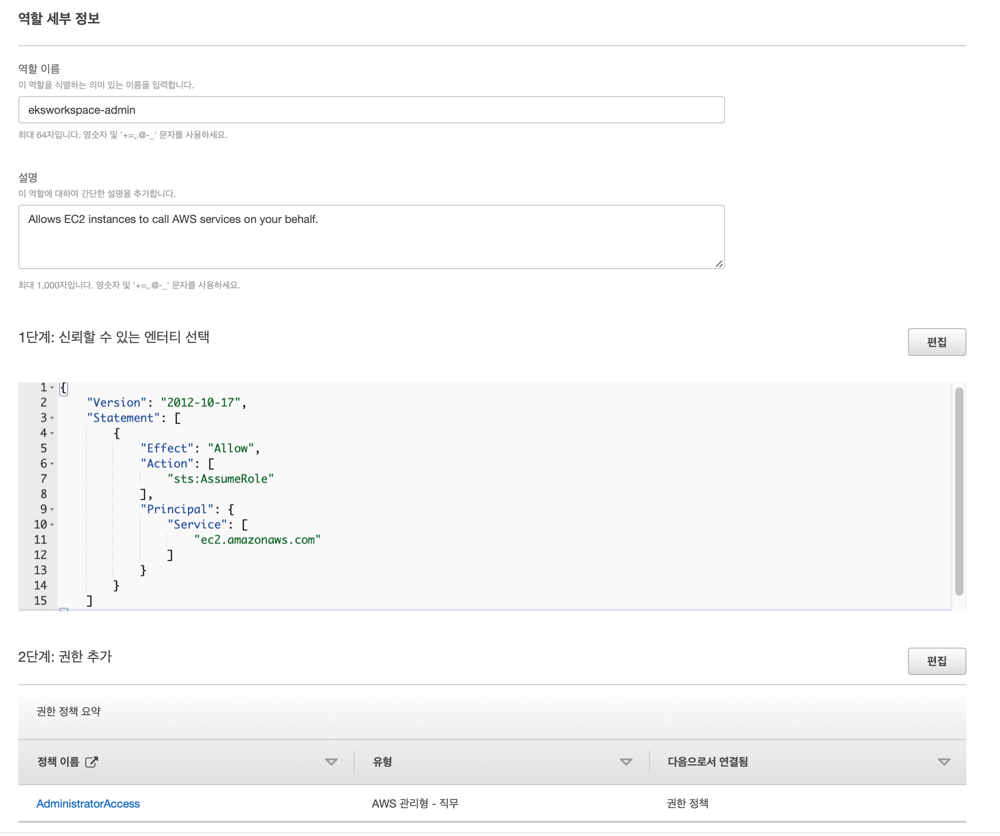 역할 세부 정보
역할 이름
이 역할을 식별하는 의미 있는 이름을 입력합니다.
eksworkspace-admin
최대 64자입니다. 영숫자 및 '+=,.@-_' 문자를 사용하세요.
설명
이 역할에 대하여 간단한 설명을 추가합니다.
Allows EC2 instances to call AWS services on your behalf.
최대 1,000자입니다. 영숫자 및 '+=,.@-_' 문자를 사용하세요.
1단계: 신뢰할 수 있는 엔터티 선택
편집
1 {
2     "Version": "2012-10-17",
3     "Statement": [
4         {
5             "Effect": "Allow",
6             "Action": [
7                 "sts:AssumeRole"
8             ],
9             "Principal": {
10                 "Service": [
11                     "ec2.amazonaws.com"
12                 ]
13             }
14         }
15     ]
2단계: 권한 추가
편집
권한 정책 요약
정책 이름 유형 다음으로서 연결됨
AdministratorAccess AWS 관리형 - 직무 권한 정책